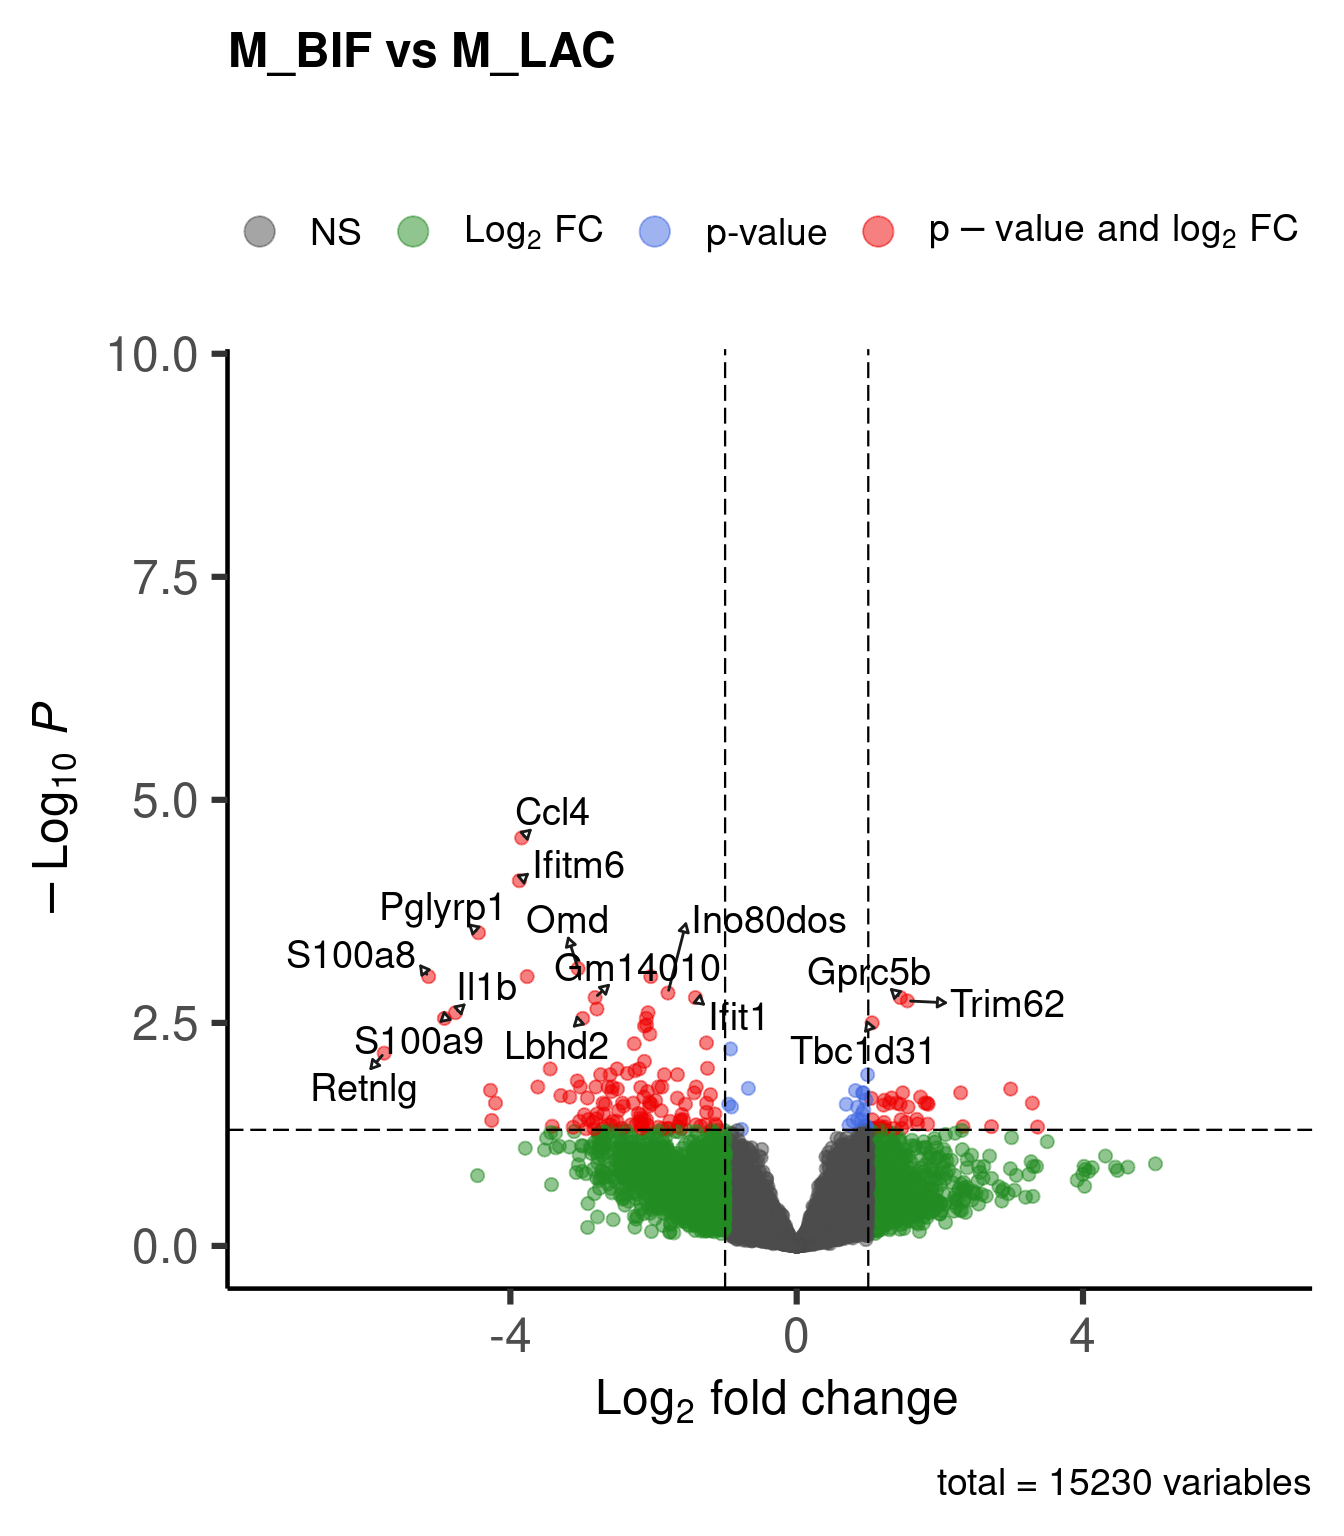 M_BIF vs M_LAC
NS Log₂ FC p-value p − value and log₂ FC
10.0
7.5
5.0
2.5
0.0
− Log₁₀ P
Ccl4
Ifitm6
Pglyrp1
Omd
Ino80dos
S100a8
Gm14010
Gprc5b
Il1b
Trim62
Ifit1
S100a9
Lbhd2
Tbc1d31
Retnlg
-4 0 4
Log₂ fold change
total = 15230 variables